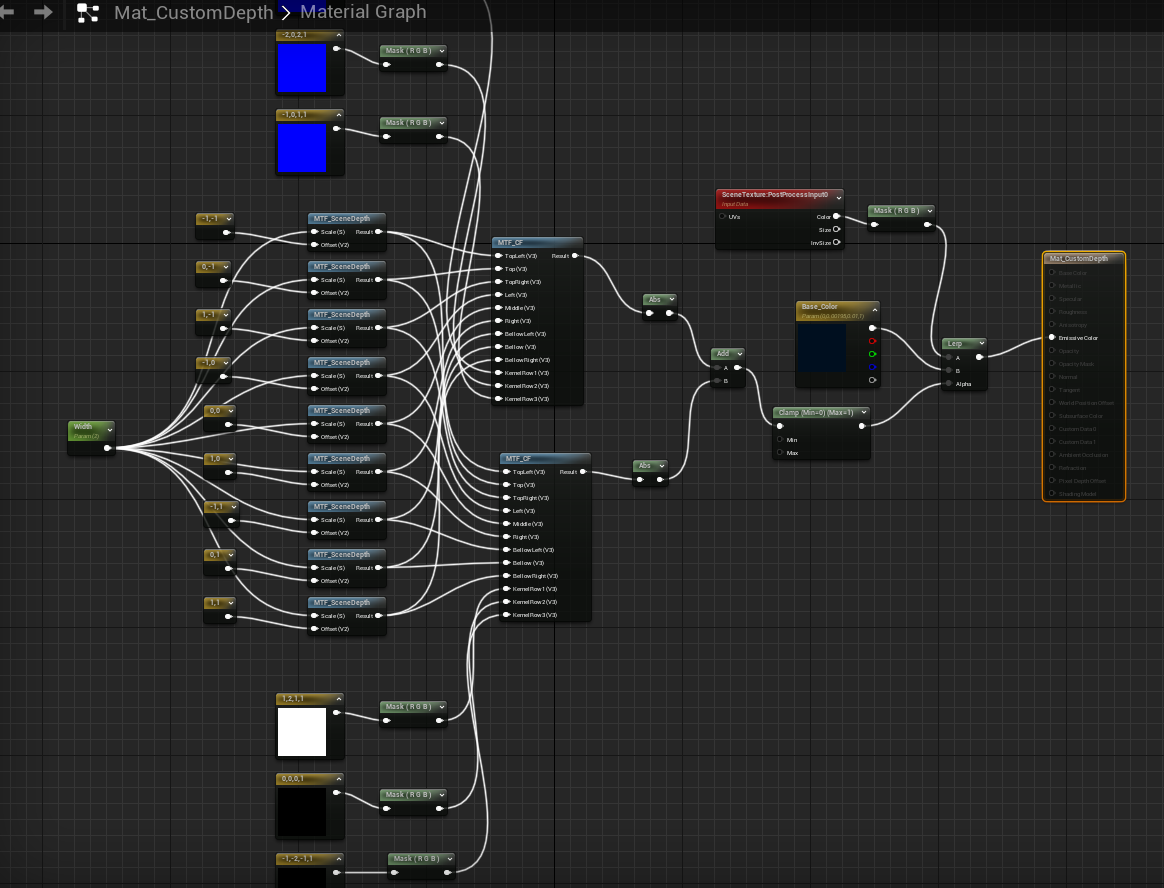 Mat_CustomDepth > Material Graph
-2,0,2,1
Mask ( R G B )
-1,0,1,1
Mask ( R G B )
SceneTexture:PostProcessInput0
Input Data
UVs
Color
Size
InvSize
Mask ( R G B )
-1,-1
MTF_SceneDepth
Scale (S)
Result
Offset (V2)
0,-1
MTF_SceneDepth
Scale (S)
Result
Offset (V2)
1,-1
MTF_SceneDepth
Scale (S)
Result
Offset (V2)
-1,0
MTF_SceneDepth
Scale (S)
Result
Offset (V2)
0,0
MTF_SceneDepth
Scale (S)
Result
Offset (V2)
1,0
MTF_SceneDepth
Scale (S)
Result
Offset (V2)
-1,1
MTF_SceneDepth
Scale (S)
Result
Offset (V2)
0,1
MTF_SceneDepth
Scale (S)
Result
Offset (V2)
1,1
MTF_SceneDepth
Scale (S)
Result
Offset (V2)
Width
Param (2)
MTF_CF
TopLeft (V3)
Result
Top (V3)
TopRight (V3)
Left (V3)
Middle (V3)
Right (V3)
BellowLeft (V3)
Bellow (V3)
BellowRight (V3)
KernelRow1 (V3)
KernelRow2 (V3)
KernelRow3 (V3)
MTF_CF
TopLeft (V3)
Result
Top (V3)
TopRight (V3)
Left (V3)
Middle (V3)
Right (V3)
BellowLeft (V3)
Bellow (V3)
BellowRight (V3)
KernelRow1 (V3)
KernelRow2 (V3)
KernelRow3 (V3)
Abs
Abs
Add
A
B
Base_Color
Clamp (Min=0) (Max=1)
Min
Max
Lerp
A
B
Alpha
Mat_CustomDepth
Base Color
Metallic
Specular
Roughness
Anisotropy
Emissive Color
Opacity
Opacity Mask
Normal
Tangent
World Position Offset
Subsurface Color
Custom Data 0
Custom Data 1
Ambient Occlusion
Refraction
Pixel Depth Offset
Shading Model
1,2,1,1
Mask ( R G B )
0,0,0,1
Mask ( R G B )
-1,-2,-1,1
Mask ( R G B )